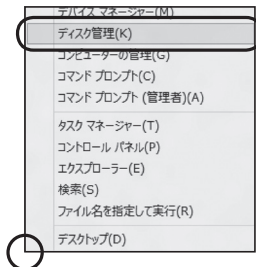 デバイス マネージャー(M)
ディスク管理(K)
コンピューターの管理(G)
コマンド プロンプト(C)
コマンド プロンプト (管理者)(A)
タスク マネージャー(T)
コントロール パネル(P)
エクスプローラー(E)
検索(S)
ファイル名を指定して実行(R)
デスクトップ(D)